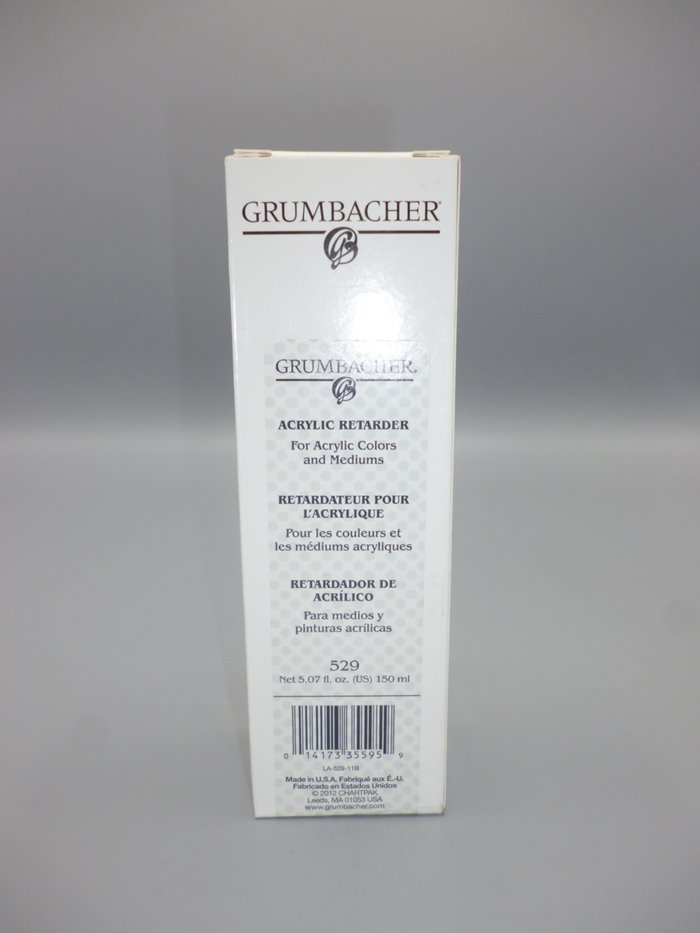 GRUMBACHER®
GRUMBACHER®
ACRYLIC RETARDER
For Acrylic Colors
and Mediums
RETARDATEUR POUR
L'ACRYLIQUE
Pour les couleurs et
les médiums acryliques
RETARDADOR DE
ACRÍLICO
Para medios y
pinturas acrílicas
529
Net 5.07 fl. oz. (US) 150 ml
0 14173 35595 9
LA-529-11B
Made in U.S.A. Fabriqué aux É.-U.
Fabricado en Estados Unidos
© 2012 CHARTPAK
Leeds, MA 01053 USA
www.grumbacher.com